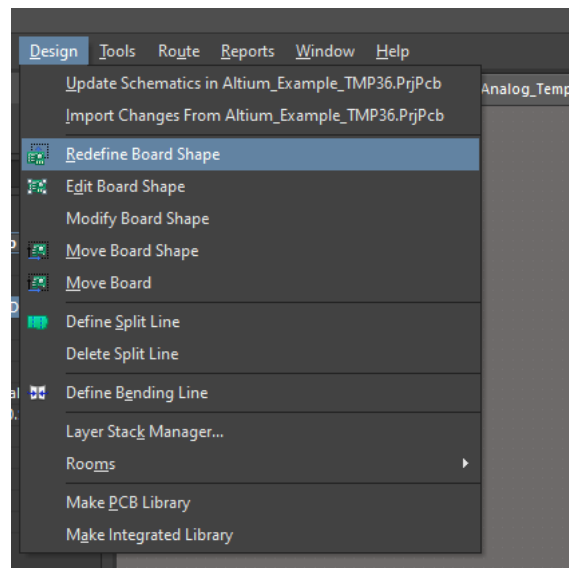 Design Tools Route Reports Window Help
Update Schematics in Altium_Example_TMP36.PrjPcb
Analog_Temp
Import Changes From Altium_Example_TMP36.PrjPcb
Redefine Board Shape
Edit Board Shape
Modify Board Shape
Move Board Shape
Move Board
Define Split Line
Delete Split Line
Define Bending Line
Layer Stack Manager...
Rooms
Make PCB Library
Make Integrated Library